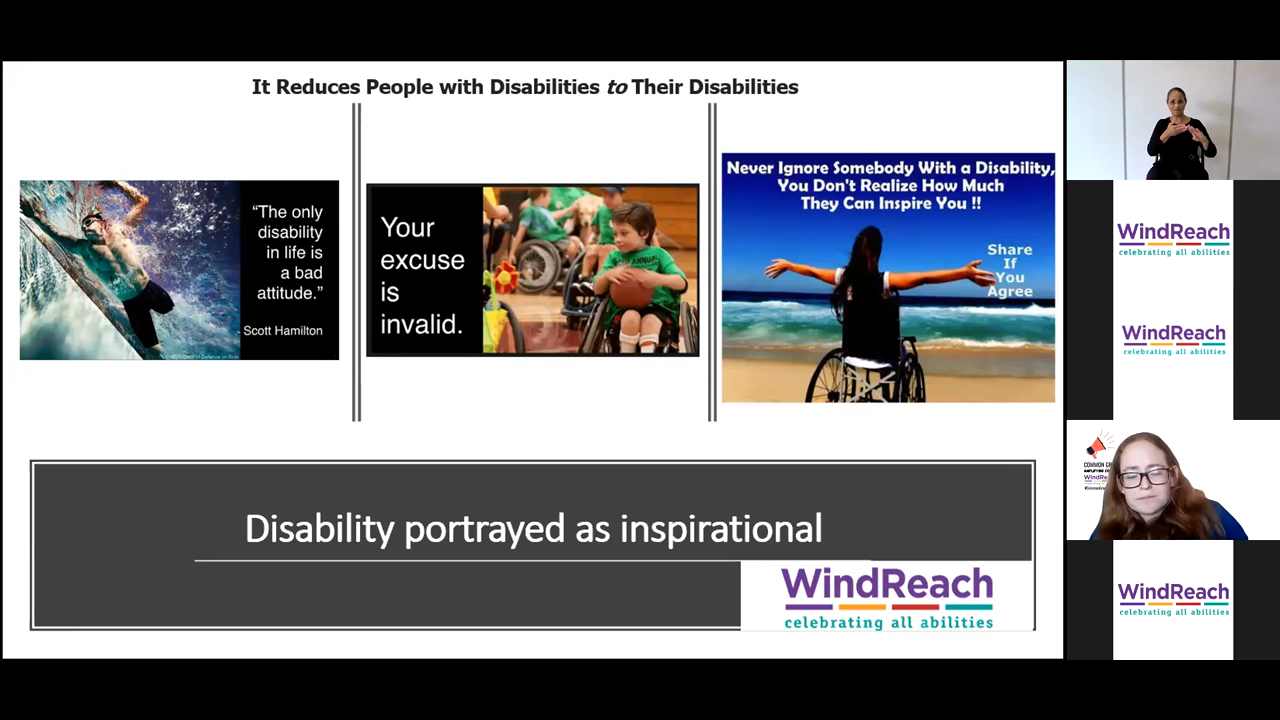 It Reduces People with Disabilities to Their Disabilities
“The only
disability
in life is
a bad
attitude.”
Scott Hamilton
Your
excuse
is
invalid.
Never Ignore Somebody With a Disability,
You Don't Realize How Much
They Can Inspire You !!
Share
If
You
Agree
Disability portrayed as inspirational
WindReach
celebrating all abilities
WindReach
celebrating all abilities
WindReach
celebrating all abilities
COMMON
WindReach
celebrating all abilities